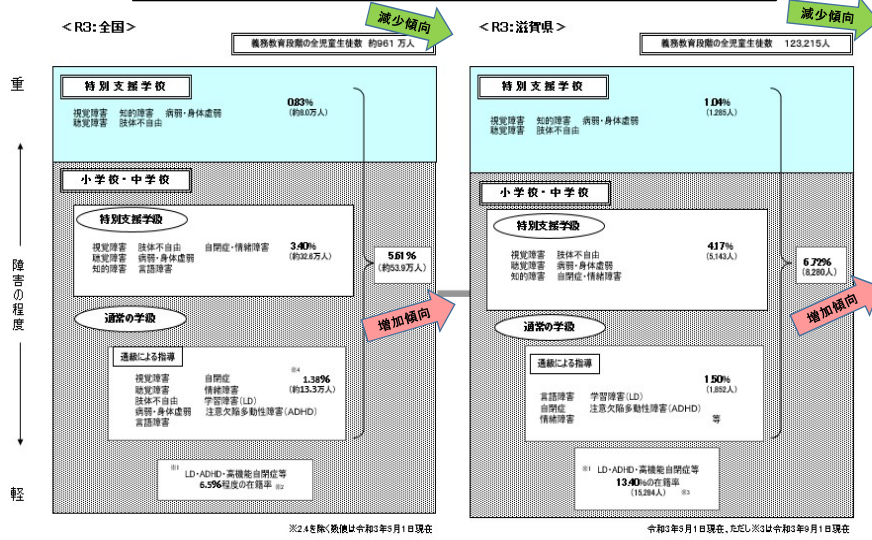 ＜R3:全国＞
減少傾向
義務教育段階の全児童生徒数 約961万人
重
障害の程度
軽
特別支援学校
0.83%
(約8.0万人)
視覚障害 知的障害 病弱・身体虚弱
聴覚障害 肢体不自由
小学校・中学校
特別支援学級
視覚障害 肢体不自由 自閉症・情緒障害
聴覚障害 病弱・身体虚弱
知的障害 言語障害
3.40%
(約32.6万人)
5.61%
(約53.9万人)
増加傾向
通常の学級
通級による指導
視覚障害 自閉症
聴覚障害 情緒障害
肢体不自由 学習障害(LD)
病弱・身体虚弱 注意欠陥多動性障害(ADHD)
言語障害
※4
1.38%
(約13.3万人)
※1 LD・ADHD・高機能自閉症等
6.5%程度の在籍率 ※2
※2.4を除く数値は令和3年5月1日現在
＜R3:滋賀県＞
減少傾向
義務教育段階の全児童生徒数 123,215人
特別支援学校
1.04%
(1,285人)
視覚障害 知的障害 病弱・身体虚弱
聴覚障害 肢体不自由
小学校・中学校
特別支援学級
視覚障害 肢体不自由
聴覚障害 病弱・身体虚弱
知的障害 自閉症・情緒障害
4.17%
(5,143人)
6.72%
(8,280人)
増加傾向
通常の学級
通級による指導
言語障害 学習障害(LD)
自閉症 注意欠陥多動性障害(ADHD)
情緒障害 等
1.50%
(1,852人)
※1 LD・ADHD・高機能自閉症等
13.40%の在籍率
(15,284人) ※3
令和3年5月1日現在、ただし※3は令和3年9月1日現在